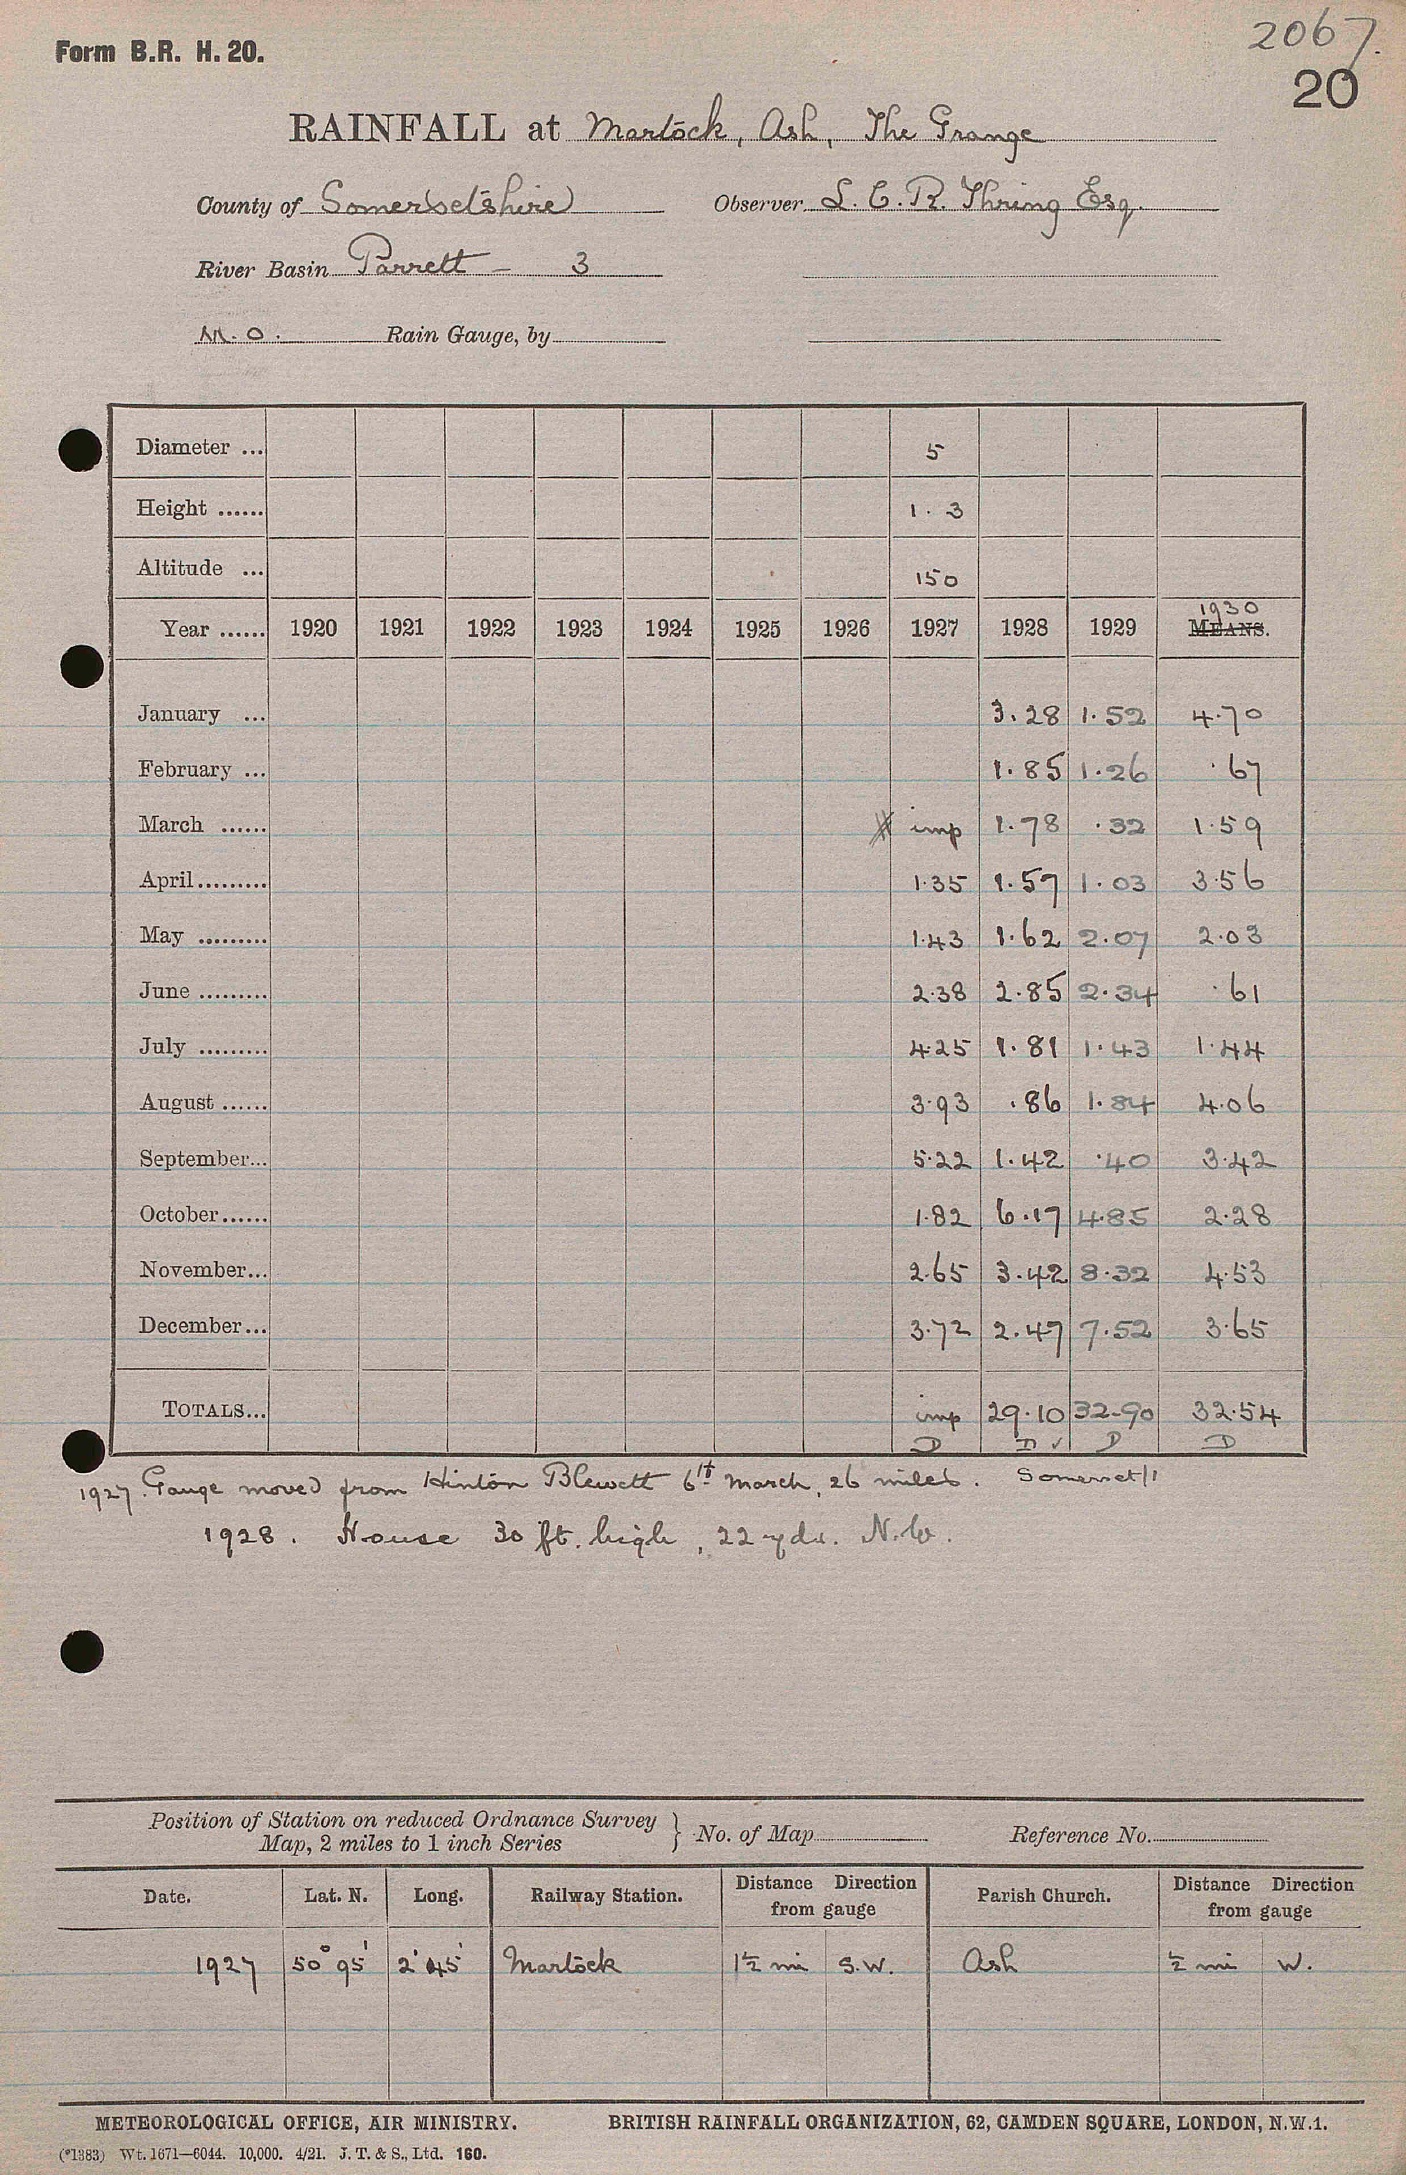 2067.
Form B.R. H. 20.
20
RAINFALL at Martock, Ash, The Grange
County of Somersetshire Observer L. C. R. Thring Esq.
River Basin Parrett - 3
M. O. Rain Gauge, by
Diameter ... 5
Height ...... 1. 3
Altitude ... 150
1930
Year ...... 1920 1921 1922 1923 1924 1925 1926 1927 1928 1929 MEANS.
January ... 3.28 1.52 4.70
February ... 1.85 1.26 .67
March ...... imp 1.78 .32 1.59
April......... 1.35 1.57 1.03 3.56
May ......... 1.43 1.62 2.07 2.03
June ......... 2.38 2.85 2.34 .61
July ......... 4.25 1.81 1.43 1.44
August ...... 3.93 .86 1.84 4.06
September... 5.22 1.42 .40 3.42
October...... 1.82 6.17 4.85 2.28
November... 2.65 3.42 8.32 4.53
December... 3.72 2.47 7.52 3.65
TOTALS... imp 29.10 32.90 32.54
D D ✓ D D
1927. Gauge moved from Hinton Blewett 6th March, 26 miles. Somerset/1
1928. House 30 ft. high, 22 yds. N.W.
Position of Station on reduced Ordnance Survey
Map, 2 miles to 1 inch Series } No. of Map Reference No.
Date. Lat. N. Long. Railway Station. Distance Direction from gauge Parish Church. Distance Direction from gauge
1927 50° 95' 2° 45' Martock 1½ mi S.W. Ash ½ mi W.
METEOROLOGICAL OFFICE, AIR MINISTRY. BRITISH RAINFALL ORGANIZATION, 62, CAMDEN SQUARE, LONDON, N.W.1.
(*1383) Wt. 1671—6044. 10,000. 4/21. J. T. & S., Ltd. 160.